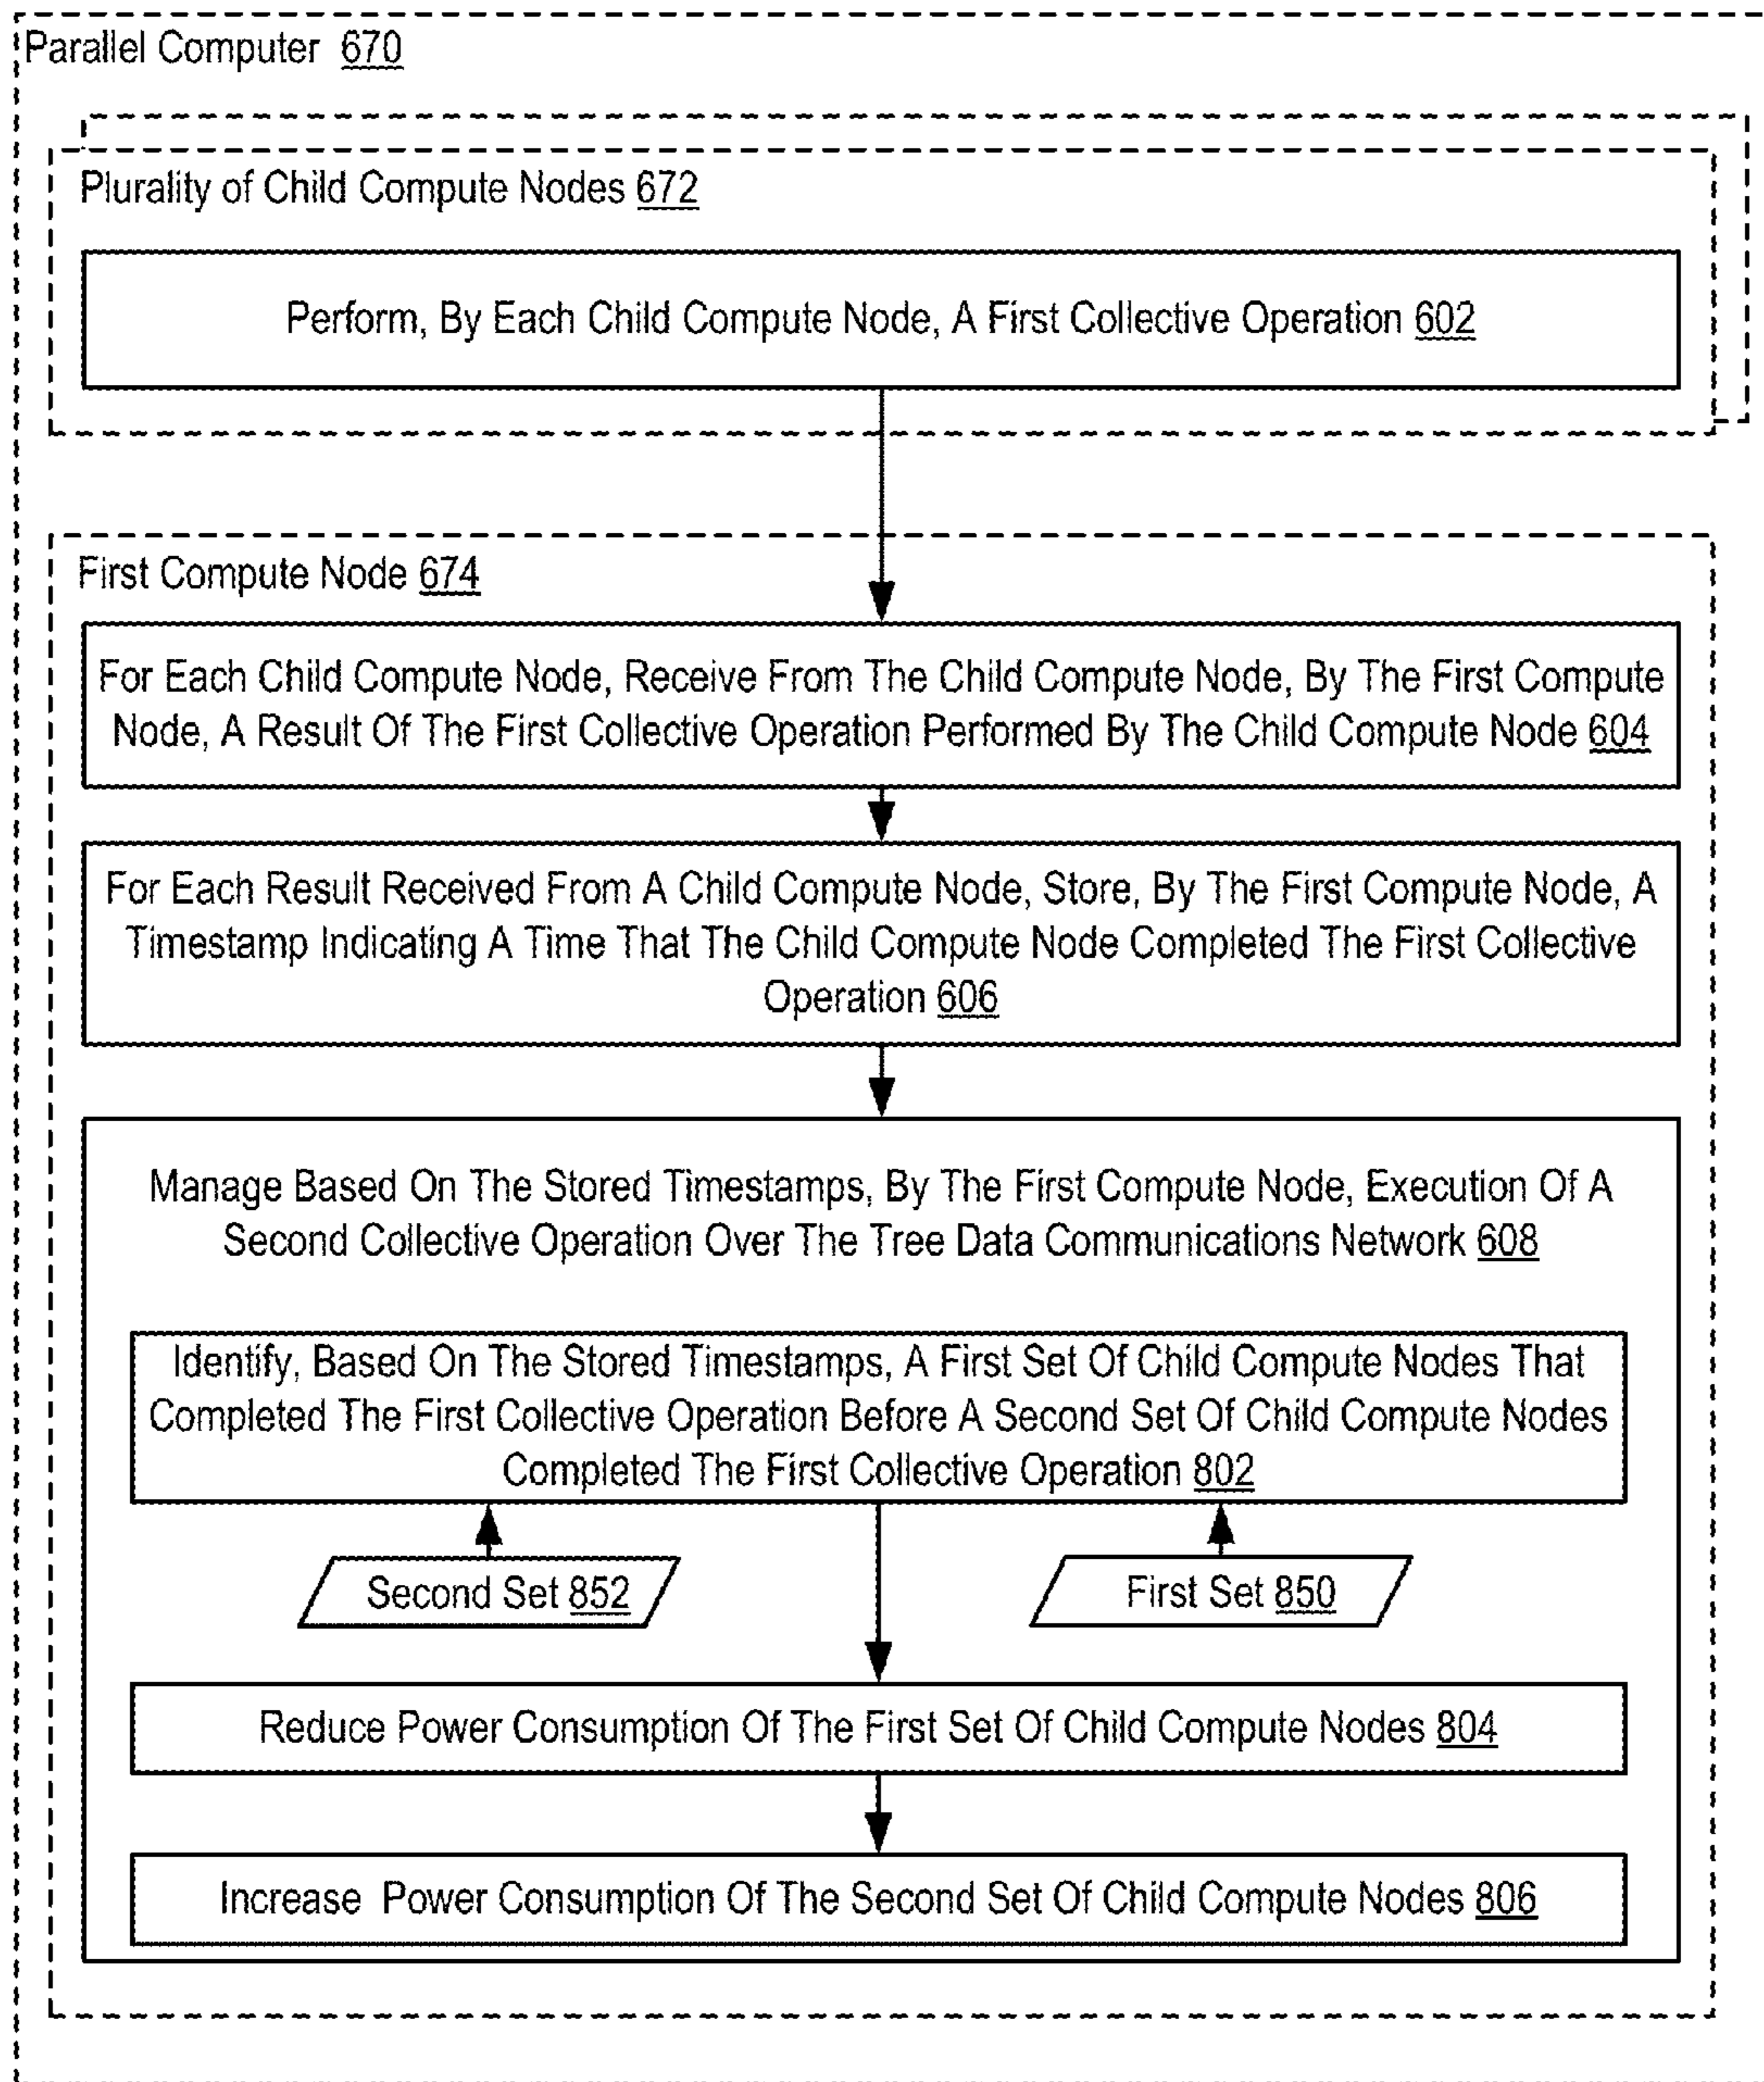 Parallel Computer 670
Plurality of Child Compute Nodes 672
Perform, By Each Child Compute Node, A First Collective Operation 602
First Compute Node 674
For Each Child Compute Node, Receive From The Child Compute Node, By The First Compute
Node, A Result Of The First Collective Operation Performed By The Child Compute Node 604
For Each Result Received From A Child Compute Node, Store, By The First Compute Node, A
Timestamp Indicating A Time That The Child Compute Node Completed The First Collective
Operation 606
Manage Based On The Stored Timestamps, By The First Compute Node, Execution Of A
Second Collective Operation Over The Tree Data Communications Network 608
Identify, Based On The Stored Timestamps, A First Set Of Child Compute Nodes That
Completed The First Collective Operation Before A Second Set Of Child Compute Nodes
Completed The First Collective Operation 802
Second Set 852
First Set 850
Reduce Power Consumption Of The First Set Of Child Compute Nodes 804
Increase Power Consumption Of The Second Set Of Child Compute Nodes 806